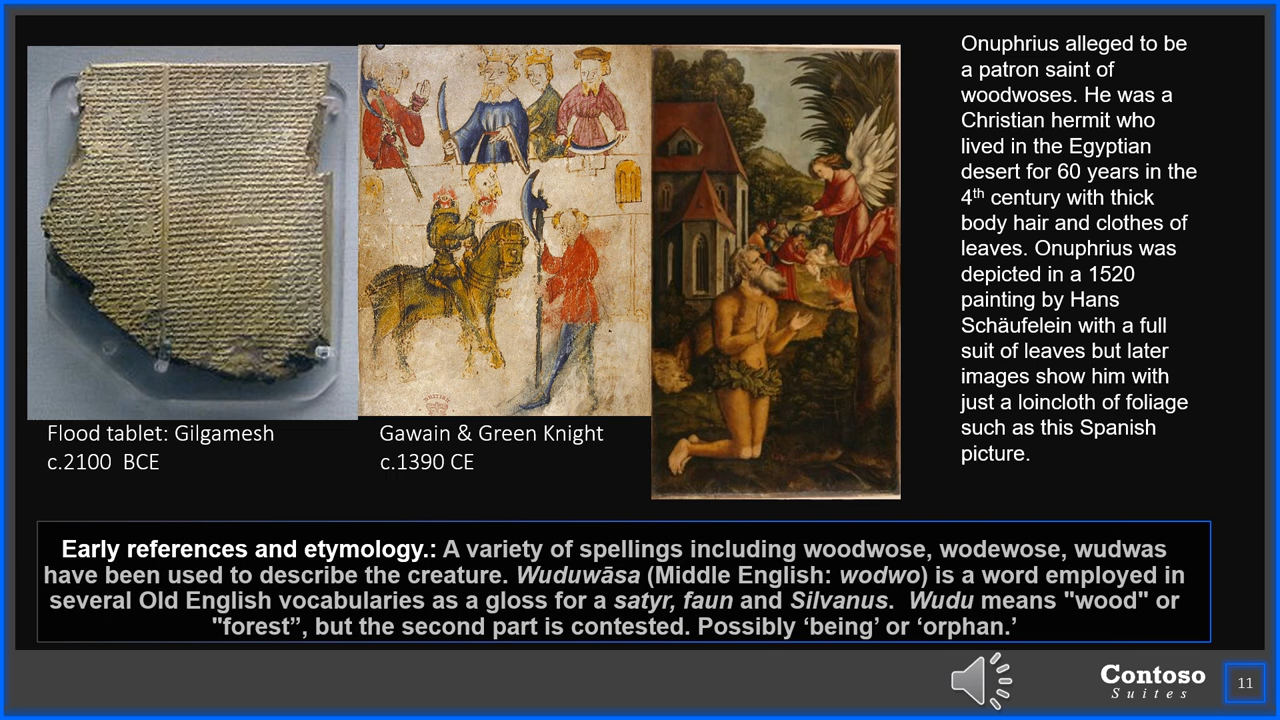 Onuphrius alleged to be
a patron saint of
woodwoses. He was a
Christian hermit who
lived in the Egyptian
desert for 60 years in the
4th century with thick
body hair and clothes of
leaves. Onuphrius was
depicted in a 1520
painting by Hans
Schäufelein with a full
suit of leaves but later
images show him with
just a loincloth of foliage
such as this Spanish
picture.
Flood tablet: Gilgamesh
c.2100 BCE
Gawain & Green Knight
c.1390 CE
Early references and etymology.: A variety of spellings including woodwose, wodewose, wudwas
have been used to describe the creature. Wuduwāsa (Middle English: wodwo) is a word employed in
several Old English vocabularies as a gloss for a satyr, faun and Silvanus. Wudu means "wood" or
"forest”, but the second part is contested. Possibly ‘being’ or ‘orphan.’
Contoso
Suites
11